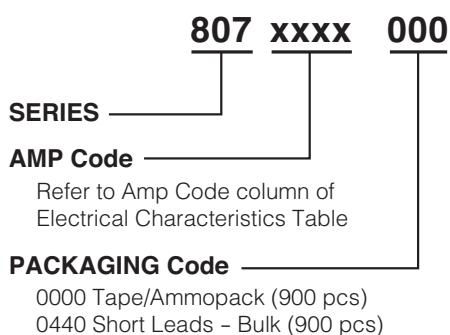 807 xxxx 000
SERIES
AMP Code
Refer to Amp Code column of
Electrical Characteristics Table
PACKAGING Code
0000 Tape/Ammopack (900 pcs)
0440 Short Leads – Bulk (900 pcs)